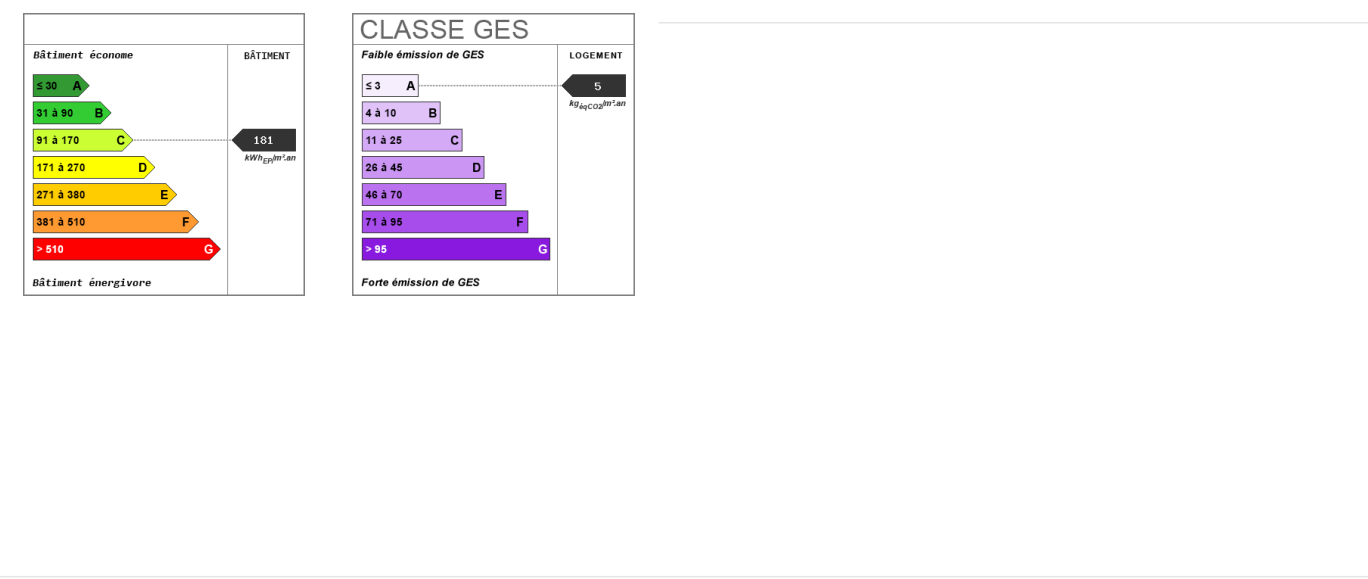 Bâtiment économe
BÂTIMENT
≤ 30 A
31 à 90 B
91 à 170 C
181
kWhEP/m².an
171 à 270 D
271 à 380 E
381 à 510 F
> 510 G
Bâtiment énergivore
CLASSE GES
Faible émission de GES
LOGEMENT
≤ 3 A
5
kgéqCO2/m².an
4 à 10 B
11 à 25 C
26 à 45 D
46 à 70 E
71 à 95 F
> 95 G
Forte émission de GES